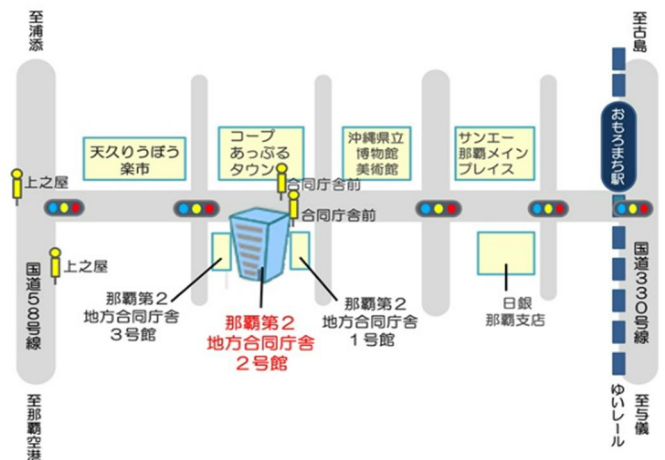 至浦添
至古島
天久りうぼう
楽市
コープ
あっぷる
タウン
沖縄県立
博物館
美術館
サンエー
那覇メイン
プレイス
おもろまち駅
上之屋
合同庁舎前
合同庁舎前
上之屋
国道58号線
国道330号線
那覇第2
地方合同庁舎
3号館
那覇第2
地方合同庁舎
2号館
那覇第2
地方合同庁舎
1号館
日銀
那覇支店
至那覇空港
ゆいレール
至与儀